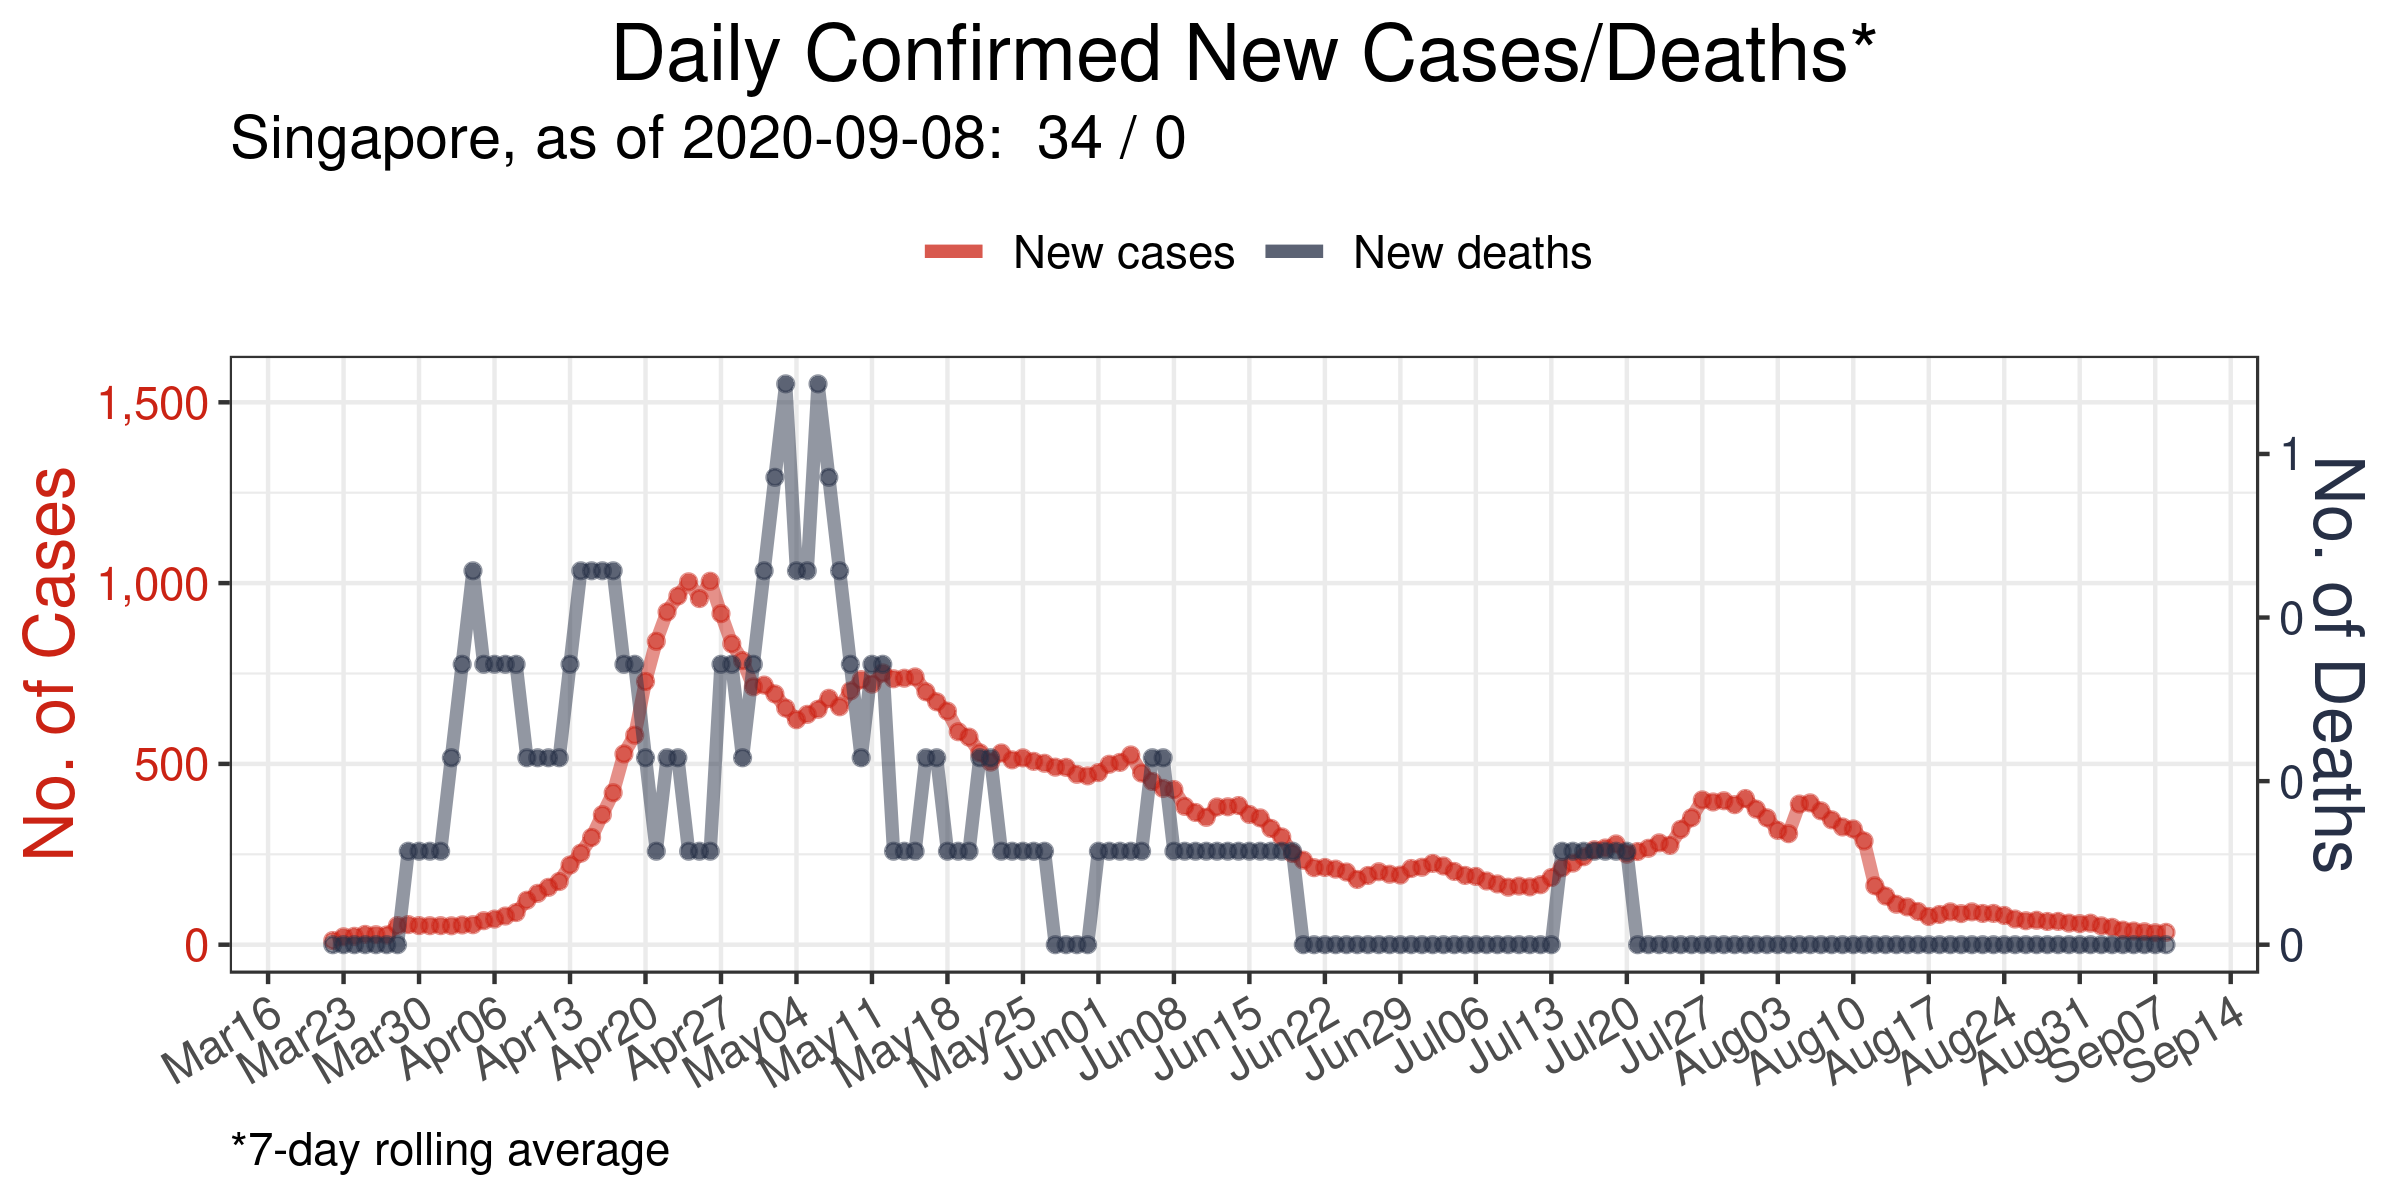 Daily Confirmed New Cases/Deaths*
Singapore, as of 2020-09-08:  34 / 0
New cases
New deaths
No. of Cases
1,500
1,000
500
0
1
0
0
0
No. of Deaths
Mar16
Mar23
Mar30
Apr06
Apr13
Apr20
Apr27
May04
May11
May18
May25
Jun01
Jun08
Jun15
Jun22
Jun29
Jul06
Jul13
Jul20
Jul27
Aug03
Aug10
Aug17
Aug24
Aug31
Sep07
Sep14
*7-day rolling average